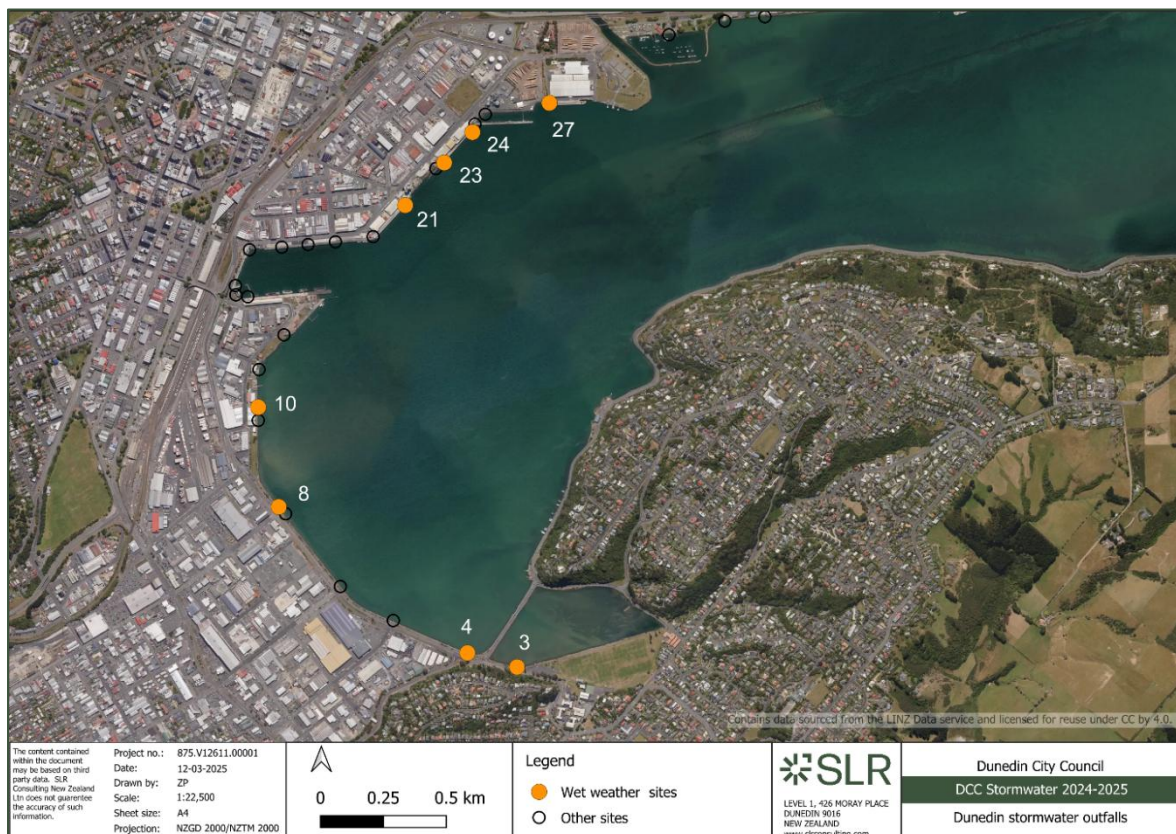 27
24
23
21
10
8
4
3
Contains data sourced from the LINZ Data service and licensed for reuse under CC by 4.0.
The content contained
within the document
may be based on third
party data. SLR
Consulting New Zealand
Ltn does not guarentee
the accuracy of such
information.
Project no.: 875.V12611.00001
Date: 12-03-2025
Drawn by: ZP
Scale: 1:22,500
Sheet size: A4
Projection: NZGD 2000/NZTM 2000
0 0.25 0.5 km
Legend
Wet weather sites
Other sites
SLR
LEVEL 1, 426 MORAY PLACE
DUNEDIN 9016
NEW ZEALAND
www.slrconsulting.com
Dunedin City Council
DCC Stormwater 2024-2025
Dunedin stormwater outfalls